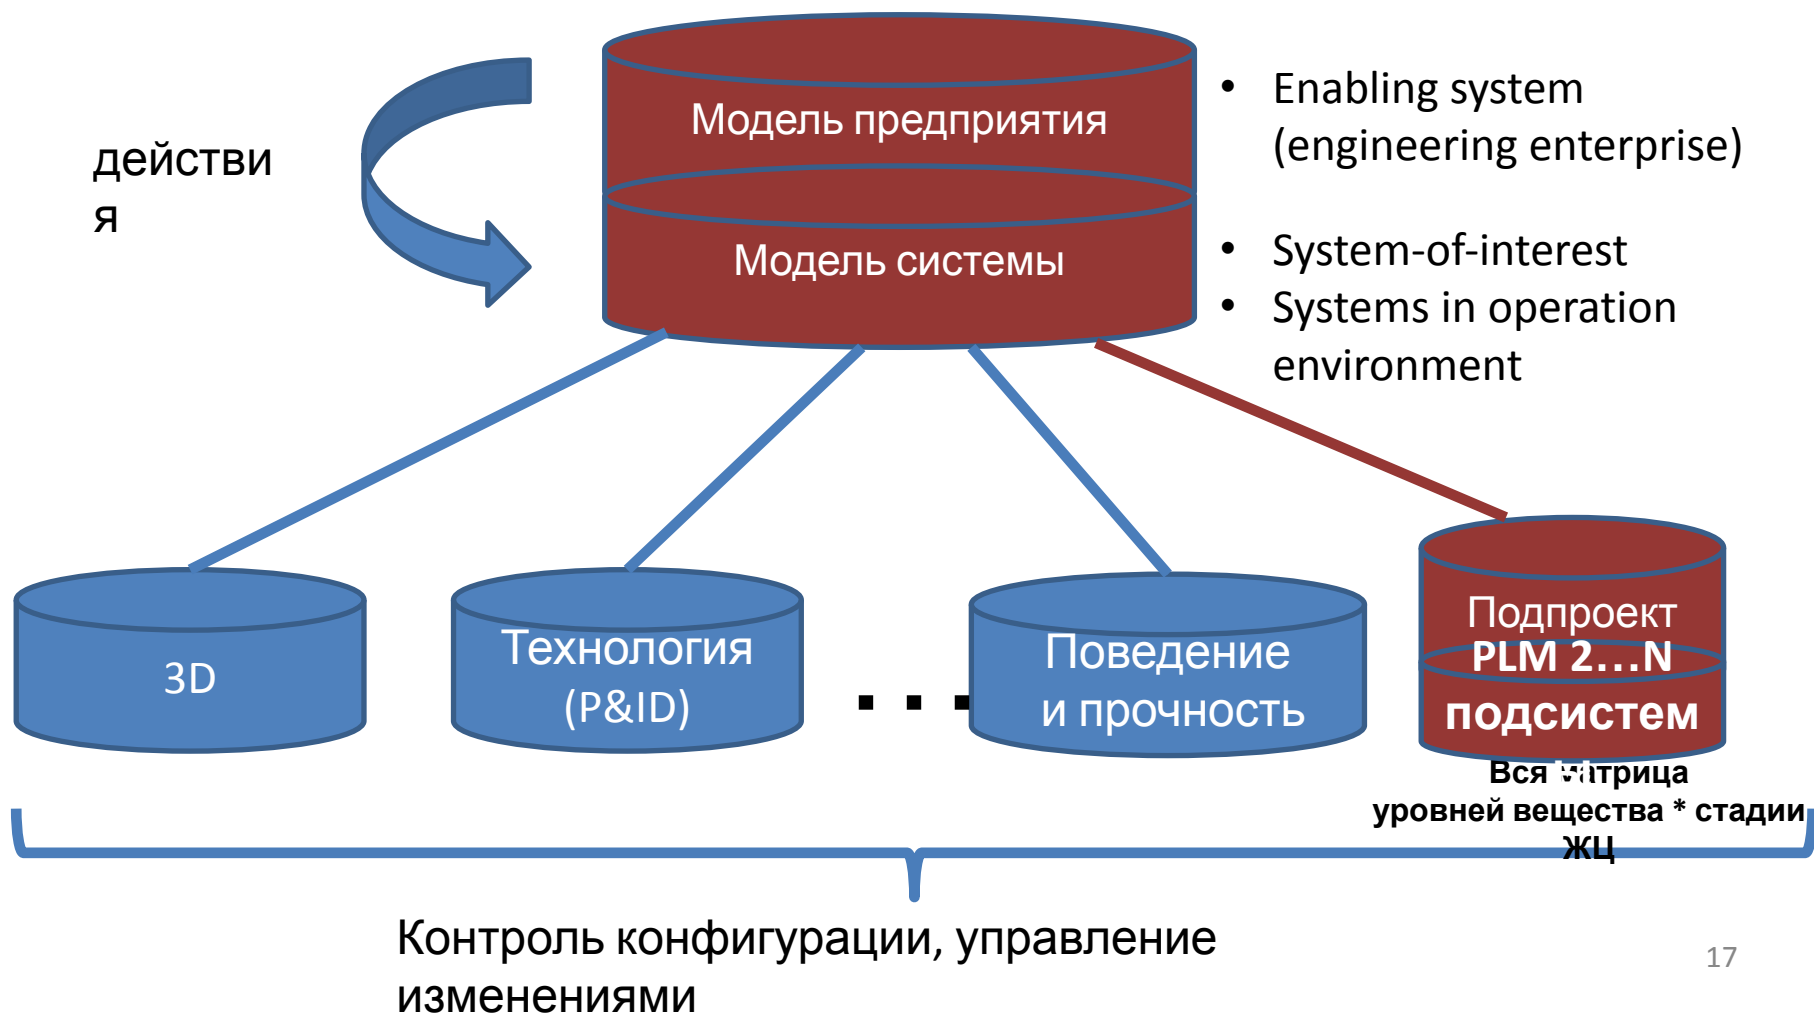 действи
я
Модель предприятия
Модель системы
• Enabling system
(engineering enterprise)
• System-of-interest
• Systems in operation
environment
3D
Технология
(P&ID)
. . .
Поведение
и прочность
Подпроект
PLM 2...N
подсистем
Вся матрица
уровней вещества * стадии
ЖЦ
Контроль конфигурации, управление
изменениями
17